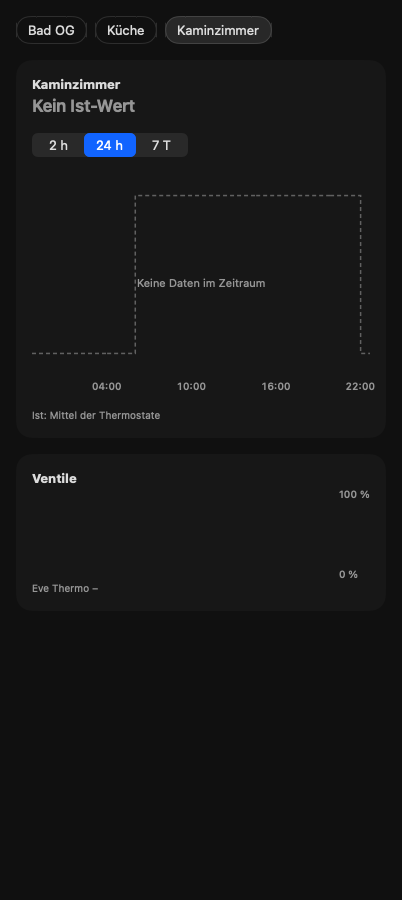 Bad OG Küche Kaminzimmer
Kaminzimmer
Kein Ist-Wert
2 h 24 h 7 T
Keine Daten im Zeitraum
04:00 10:00 16:00 22:00
Ist: Mittel der Thermostate
Ventile
100 %
0 %
Eve Thermo –